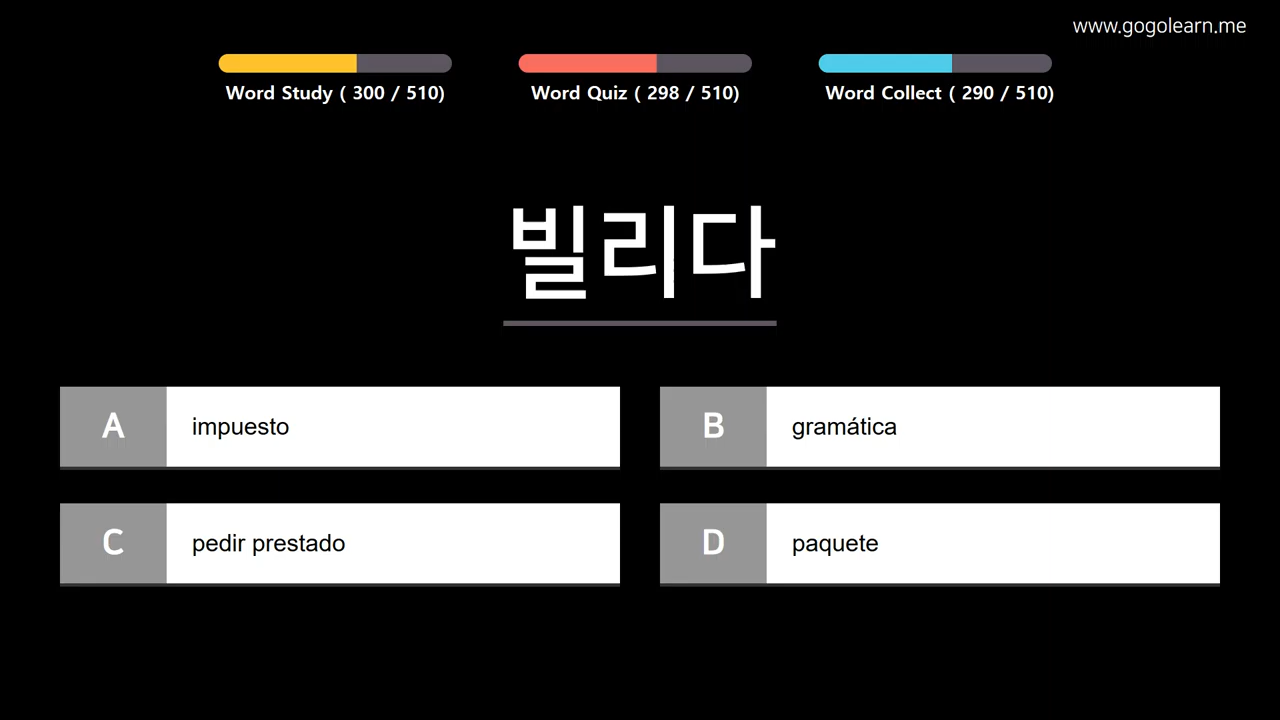 www.gogolearn.me
Word Study ( 300 / 510)
Word Quiz ( 298 / 510)
Word Collect ( 290 / 510)
빌리다
A impuesto
B gramática
C pedir prestado
D paquete